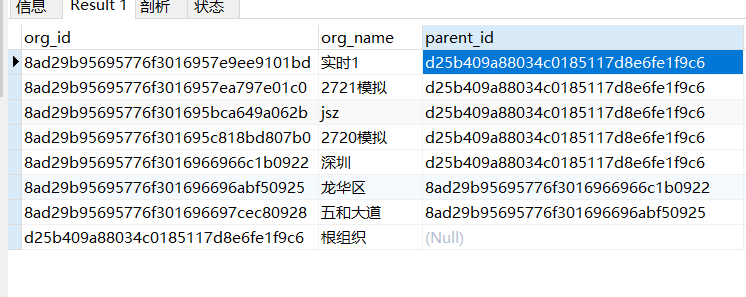 信息 Result 1 剖析 状态
org_id org_name parent_id
8ad29b95695776f3016957e9ee9101bd 实时1 d25b409a88034c0185117d8e6fe1f9c6
8ad29b95695776f3016957ea797e01c0 2721模拟 d25b409a88034c0185117d8e6fe1f9c6
8ad29b95695776f301695bca649a062b jsz d25b409a88034c0185117d8e6fe1f9c6
8ad29b95695776f301695c818bd807b0 2720模拟 d25b409a88034c0185117d8e6fe1f9c6
8ad29b95695776f3016966966c1b0922 深圳 d25b409a88034c0185117d8e6fe1f9c6
8ad29b95695776f301696696abf50925 龙华区 8ad29b95695776f3016966966c1b0922
8ad29b95695776f301696697cec80928 五和大道 8ad29b95695776f301696696abf50925
d25b409a88034c0185117d8e6fe1f9c6 根组织 (Null)